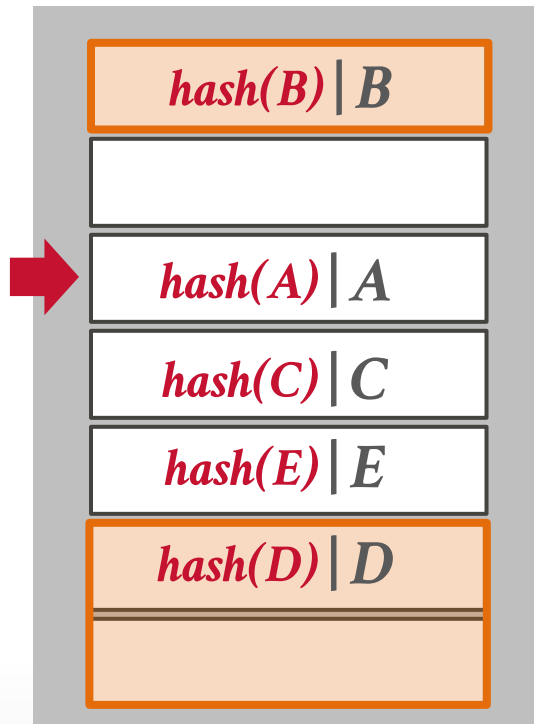 hash(B) | B
hash(A) | A
hash(C) | C
hash(E) | E
hash(D) | D